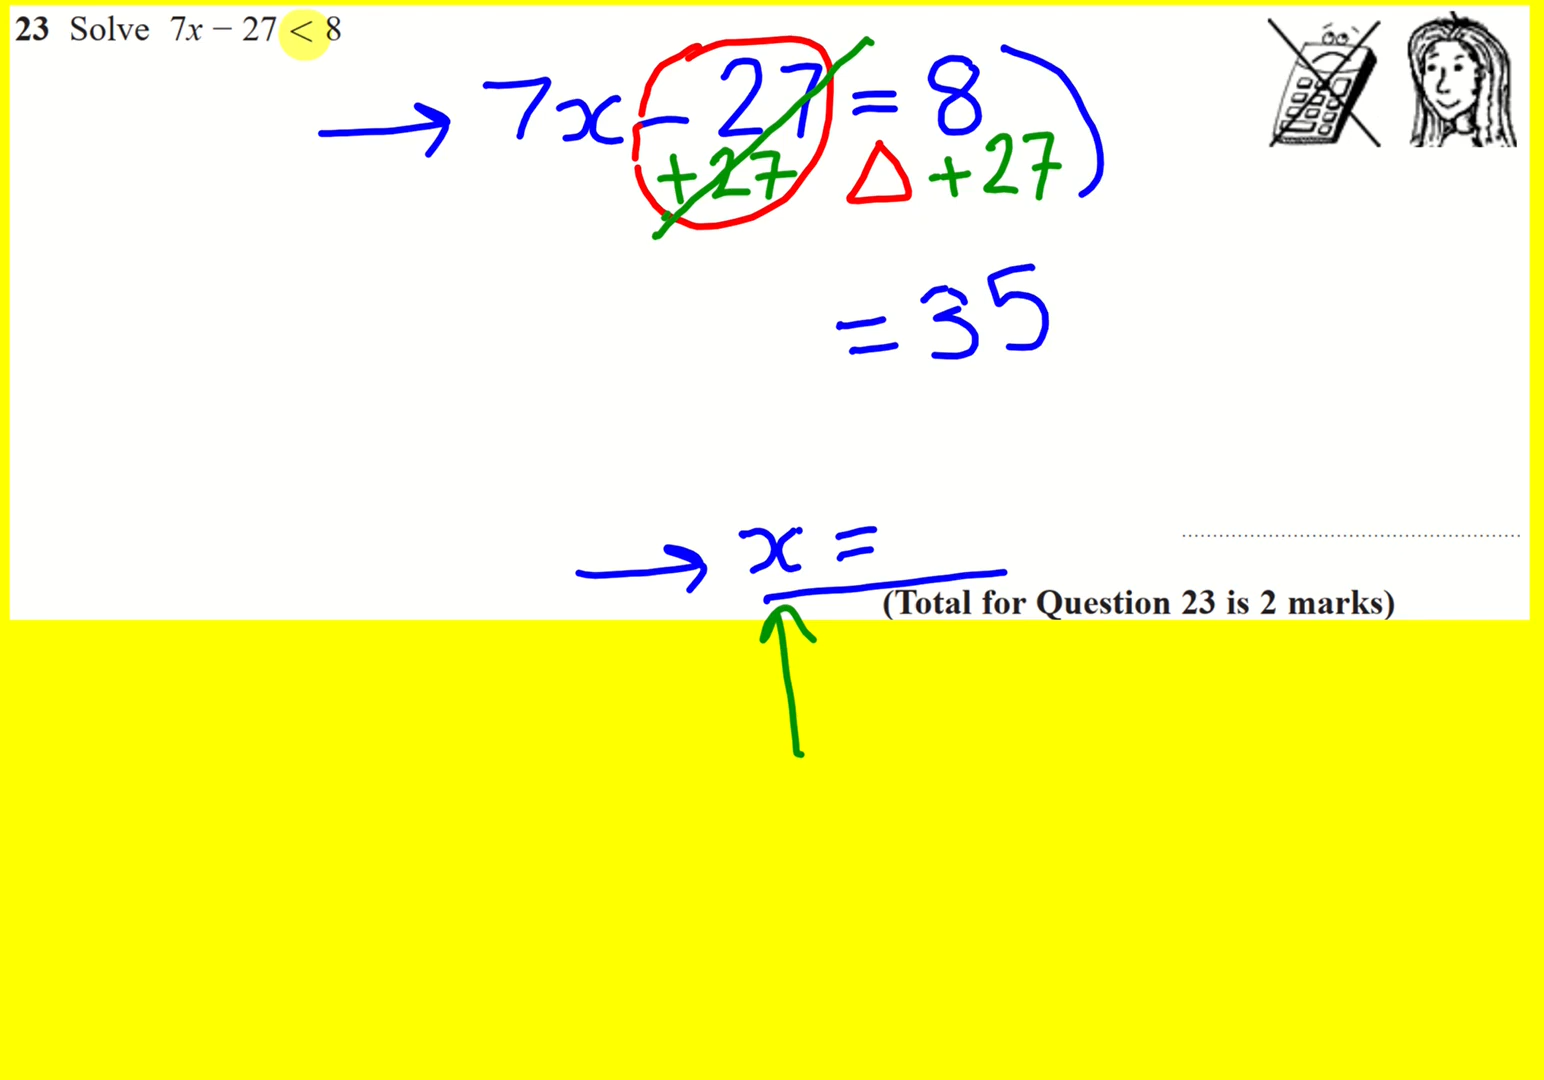 23 Solve 7x − 27 < 8
→ 7x − 27 = 8
+27 △ +27
= 35
→ x =
(Total for Question 23 is 2 marks)